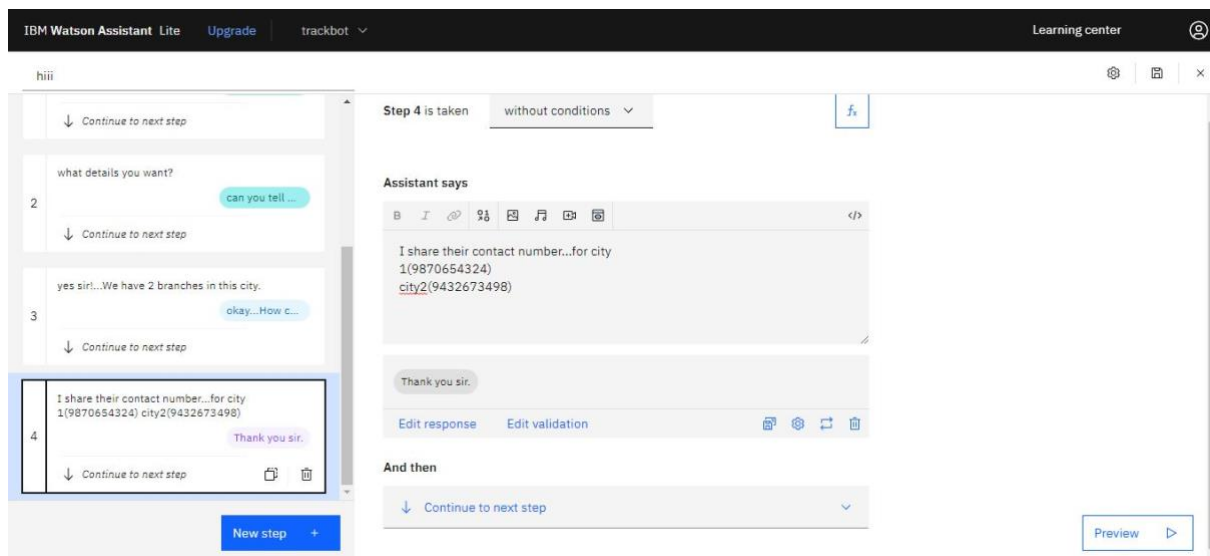 IBM Watson Assistant Lite Upgrade trackbot Learning center
hiii
Continue to next step
2
what details you want?
can you tell ...
Continue to next step
3
yes sir!...We have 2 branches in this city.
okay...How c...
Continue to next step
4
I share their contact number...for city
1(9870654324) city2(9432673498)
Thank you sir.
Continue to next step
New step +
Step 4 is taken without conditions
fx
Assistant says
B I </>
I share their contact number...for city
1(9870654324)
city2(9432673498)
Thank you sir.
Edit response Edit validation
And then
Continue to next step
Preview